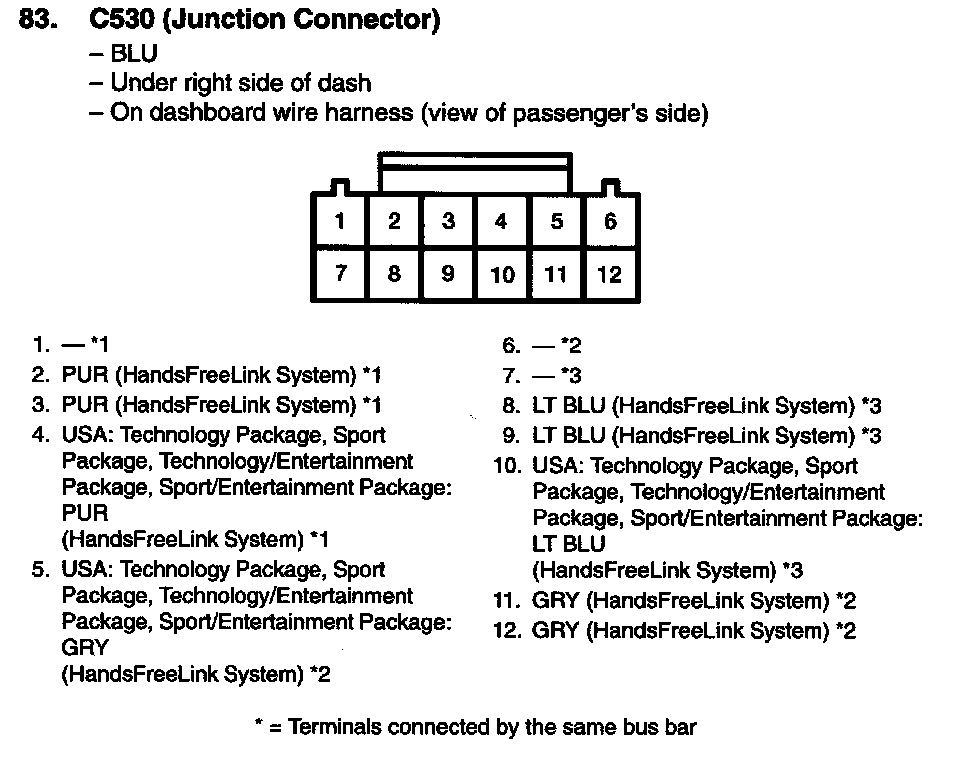 83. C530 (Junction Connector)
– BLU
– Under right side of dash
– On dashboard wire harness (view of passenger's side)
1 2 3 4 5 6
7 8 9 10 11 12
1. — *1
2. PUR (HandsFreeLink System) *1
3. PUR (HandsFreeLink System) *1
4. USA: Technology Package, Sport
Package, Technology/Entertainment
Package, Sport/Entertainment Package:
PUR
(HandsFreeLink System) *1
5. USA: Technology Package, Sport
Package, Technology/Entertainment
Package, Sport/Entertainment Package:
GRY
(HandsFreeLink System) *2
6. — *2
7. — *3
8. LT BLU (HandsFreeLink System) *3
9. LT BLU (HandsFreeLink System) *3
10. USA: Technology Package, Sport
Package, Technology/Entertainment
Package, Sport/Entertainment Package:
LT BLU
(HandsFreeLink System) *3
11. GRY (HandsFreeLink System) *2
12. GRY (HandsFreeLink System) *2
* = Terminals connected by the same bus bar